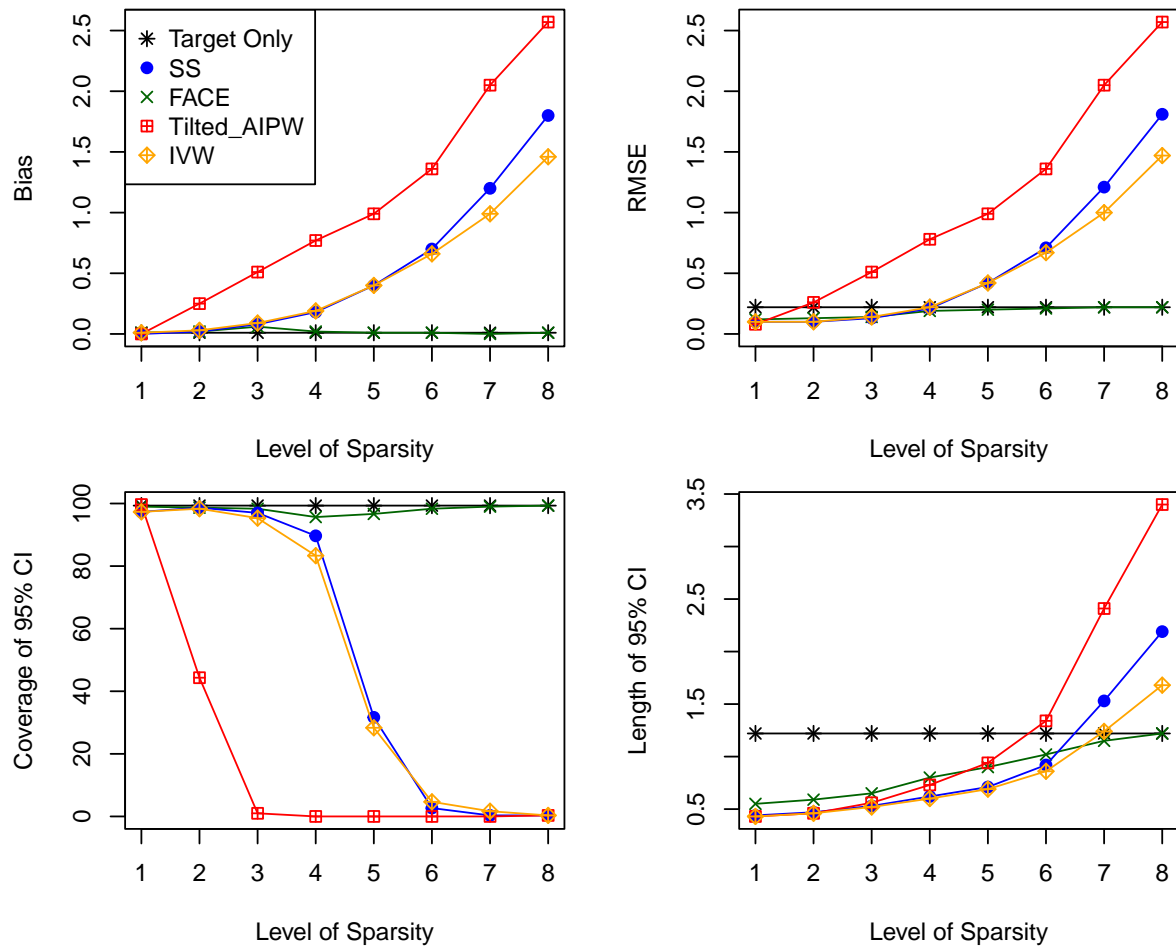 Bias
0.0 0.5 1.0 1.5 2.0 2.5
Target Only
SS
FACE
Tilted_AIPW
IVW
1 2 3 4 5 6 7 8
Level of Sparsity
RMSE
0.0 0.5 1.0 1.5 2.0 2.5
1 2 3 4 5 6 7 8
Level of Sparsity
Coverage of 95% CI
0 20 40 60 80 100
1 2 3 4 5 6 7 8
Level of Sparsity
Length of 95% CI
0.5 1.5 2.5 3.5
1 2 3 4 5 6 7 8
Level of Sparsity